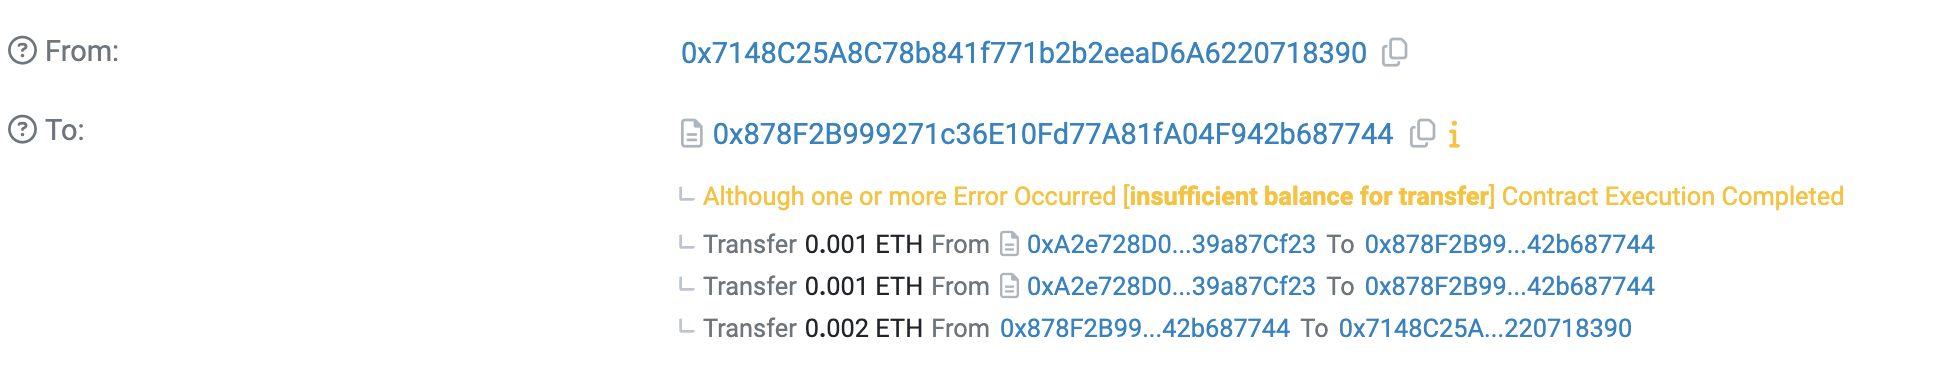 From:
0x7148C25A8C78b841f771b2b2eeaD6A6220718390
To:
0x878F2B999271c36E10Fd77A81fA04F942b687744
Although one or more Error Occurred [insufficient balance for transfer] Contract Execution Completed
Transfer 0.001 ETH From 0xA2e728D0...39a87Cf23 To 0x878F2B99...42b687744
Transfer 0.001 ETH From 0xA2e728D0...39a87Cf23 To 0x878F2B99...42b687744
Transfer 0.002 ETH From 0x878F2B99...42b687744 To 0x7148C25A...220718390